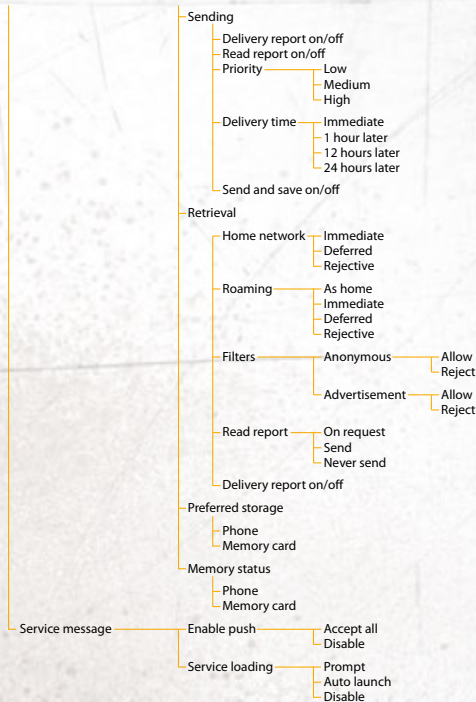 Sending
Delivery report on/off
Read report on/off
Priority Low
Medium
High
Delivery time Immediate
1 hour later
12 hours later
24 hours later
Send and save on/off
Retrieval
Home network Immediate
Deferred
Rejective
Roaming As home
Immediate
Deferred
Rejective
Filters Anonymous Allow
Reject
Advertisement Allow
Reject
Read report On request
Send
Never send
Delivery report on/off
Preferred storage
Phone
Memory card
Memory status
Phone
Memory card
Service message Enable push Accept all
Disable
Service loading Prompt
Auto launch
Disable